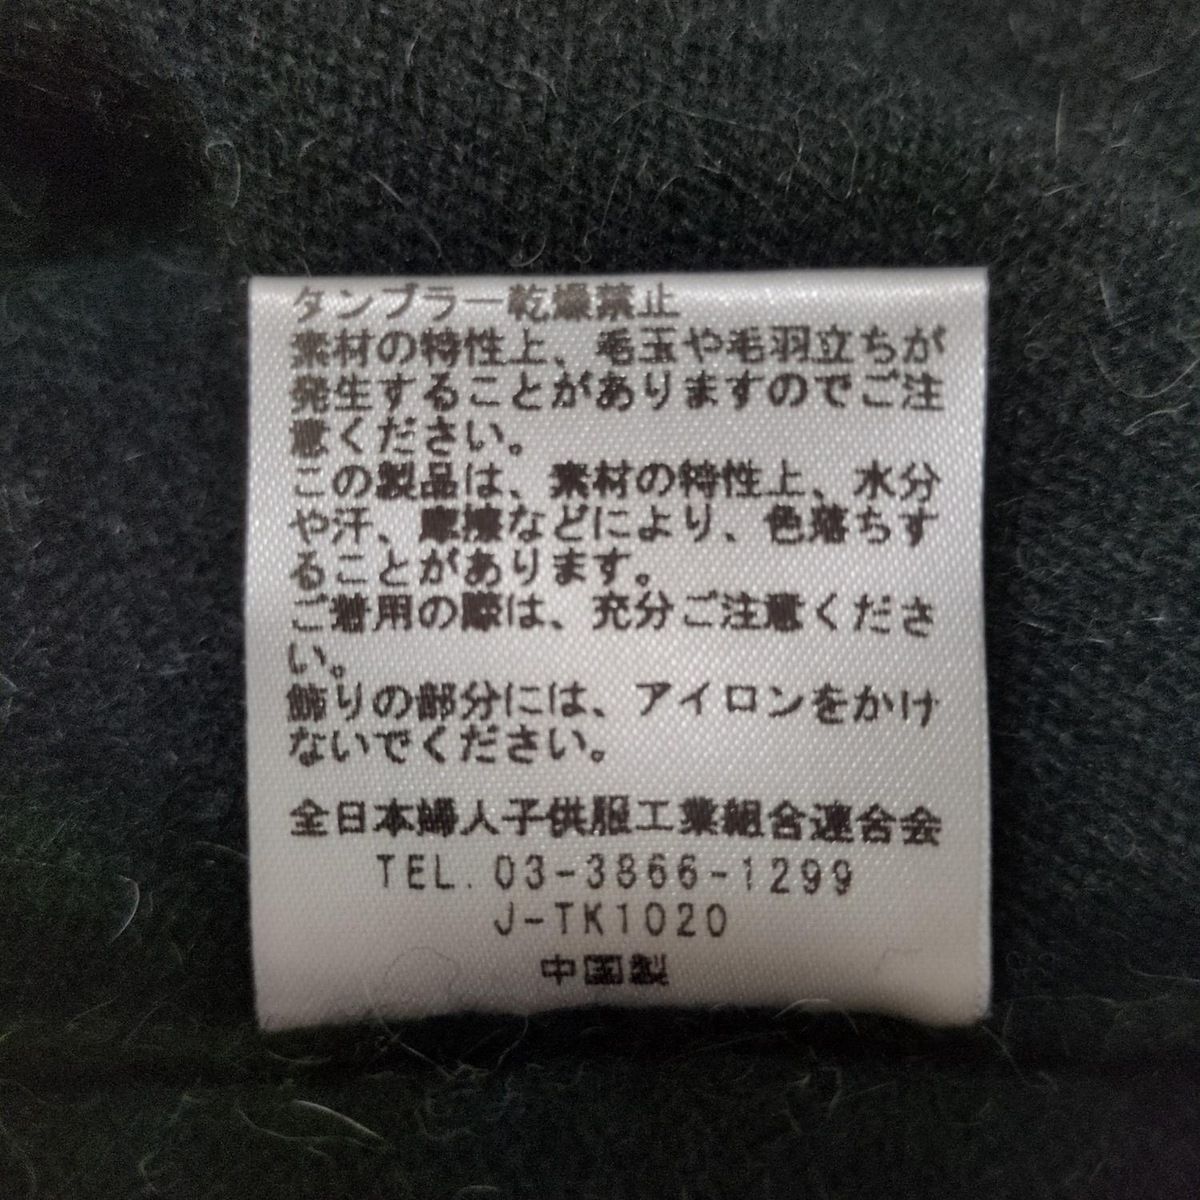 タンブラー乾燥禁止
素材の特性上、毛玉や毛羽立ちが
発生することがありますのでご注
意ください。
この製品は、素材の特性上、水分
や汗、摩擦などにより、色落ちす
ることがあります。
ご着用の際は、充分ご注意くださ
い。
飾りの部分には、アイロンをかけ
ないでください。
全日本婦人子供服工業組合連合会
TEL. 03-3866-1299
J-TK1020
中国製